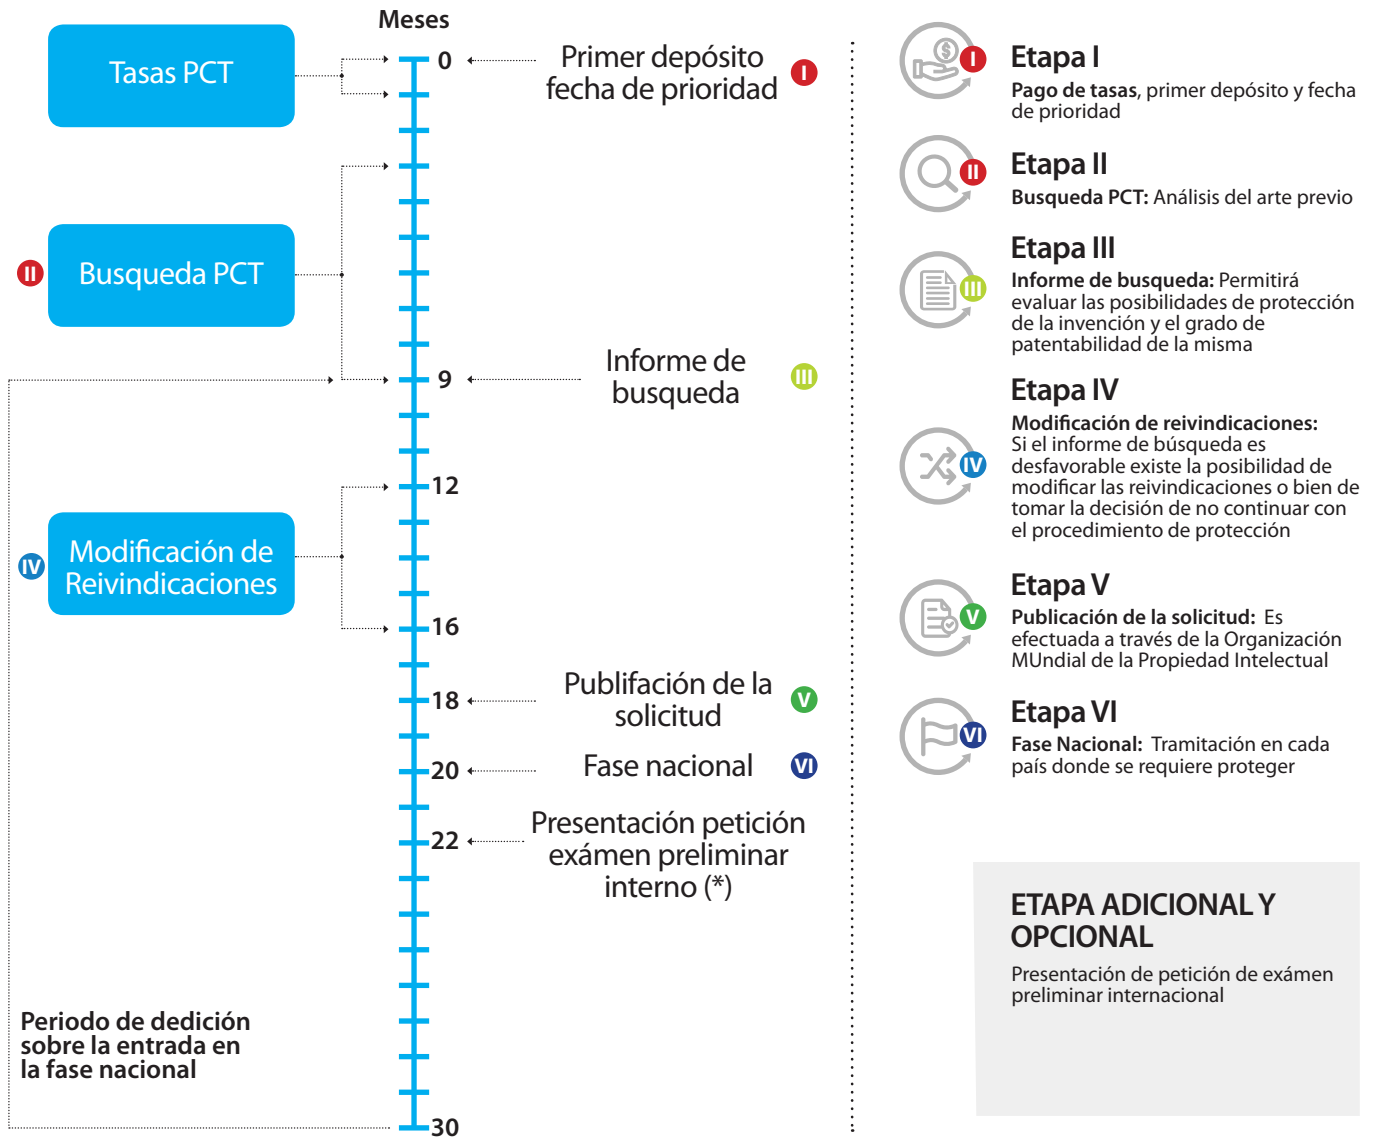 Meses
Tasas PCT
0
Primer depósito
fecha de prioridad
I
II
Busqueda PCT
9
Informe de
busqueda
III
12
IV
Modificación de
Reivindicaciones
16
18
Publifación de la
solicitud
V
20
Fase nacional
VI
22
Presentación petición
exámen preliminar
interno (*)
Periodo de dedición
sobre la entrada en
la fase nacional
30
$
I
Etapa I
Pago de tasas, primer depósito y fecha
de prioridad
II
Etapa II
Busqueda PCT: Análisis del arte previo
III
Etapa III
Informe de busqueda: Permitirá
evaluar las posibilidades de protección
de la invención y el grado de
patentabilidad de la misma
IV
Etapa IV
Modificación de reivindicaciones:
Si el informe de búsqueda es
desfavorable existe la posibilidad de
modificar las reivindicaciones o bien de
tomar la decisión de no continuar con
el procedimiento de protección
V
Etapa V
Publicación de la solicitud: Es
efectuada a través de la Organización
MUndial de la Propiedad Intelectual
VI
Etapa VI
Fase Nacional: Tramitación en cada
país donde se requiere proteger
ETAPA ADICIONAL Y
OPCIONAL
Presentación de petición de exámen
preliminar internacional